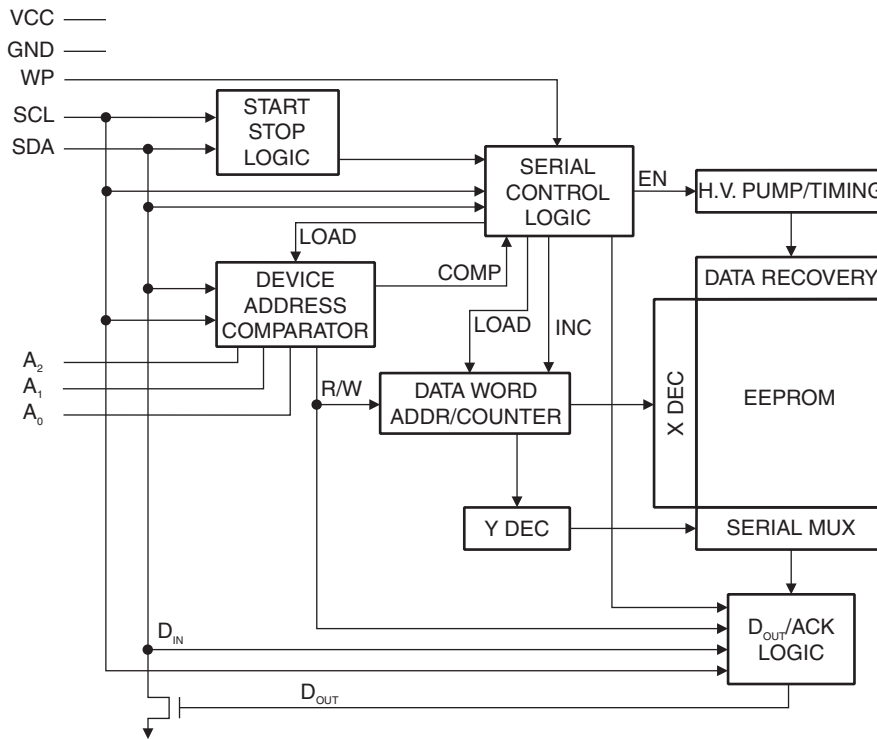 VCC
GND
WP
SCL
SDA
START
STOP
LOGIC
SERIAL
CONTROL
LOGIC
EN
H.V. PUMP/TIMING
LOAD
COMP
DEVICE
ADDRESS
COMPARATOR
LOAD
INC
DATA RECOVERY
A2
A1
A0
R/W
DATA WORD
ADDR/COUNTER
X DEC
EEPROM
Y DEC
SERIAL MUX
DIN
DOUT/ACK
LOGIC
DOUT